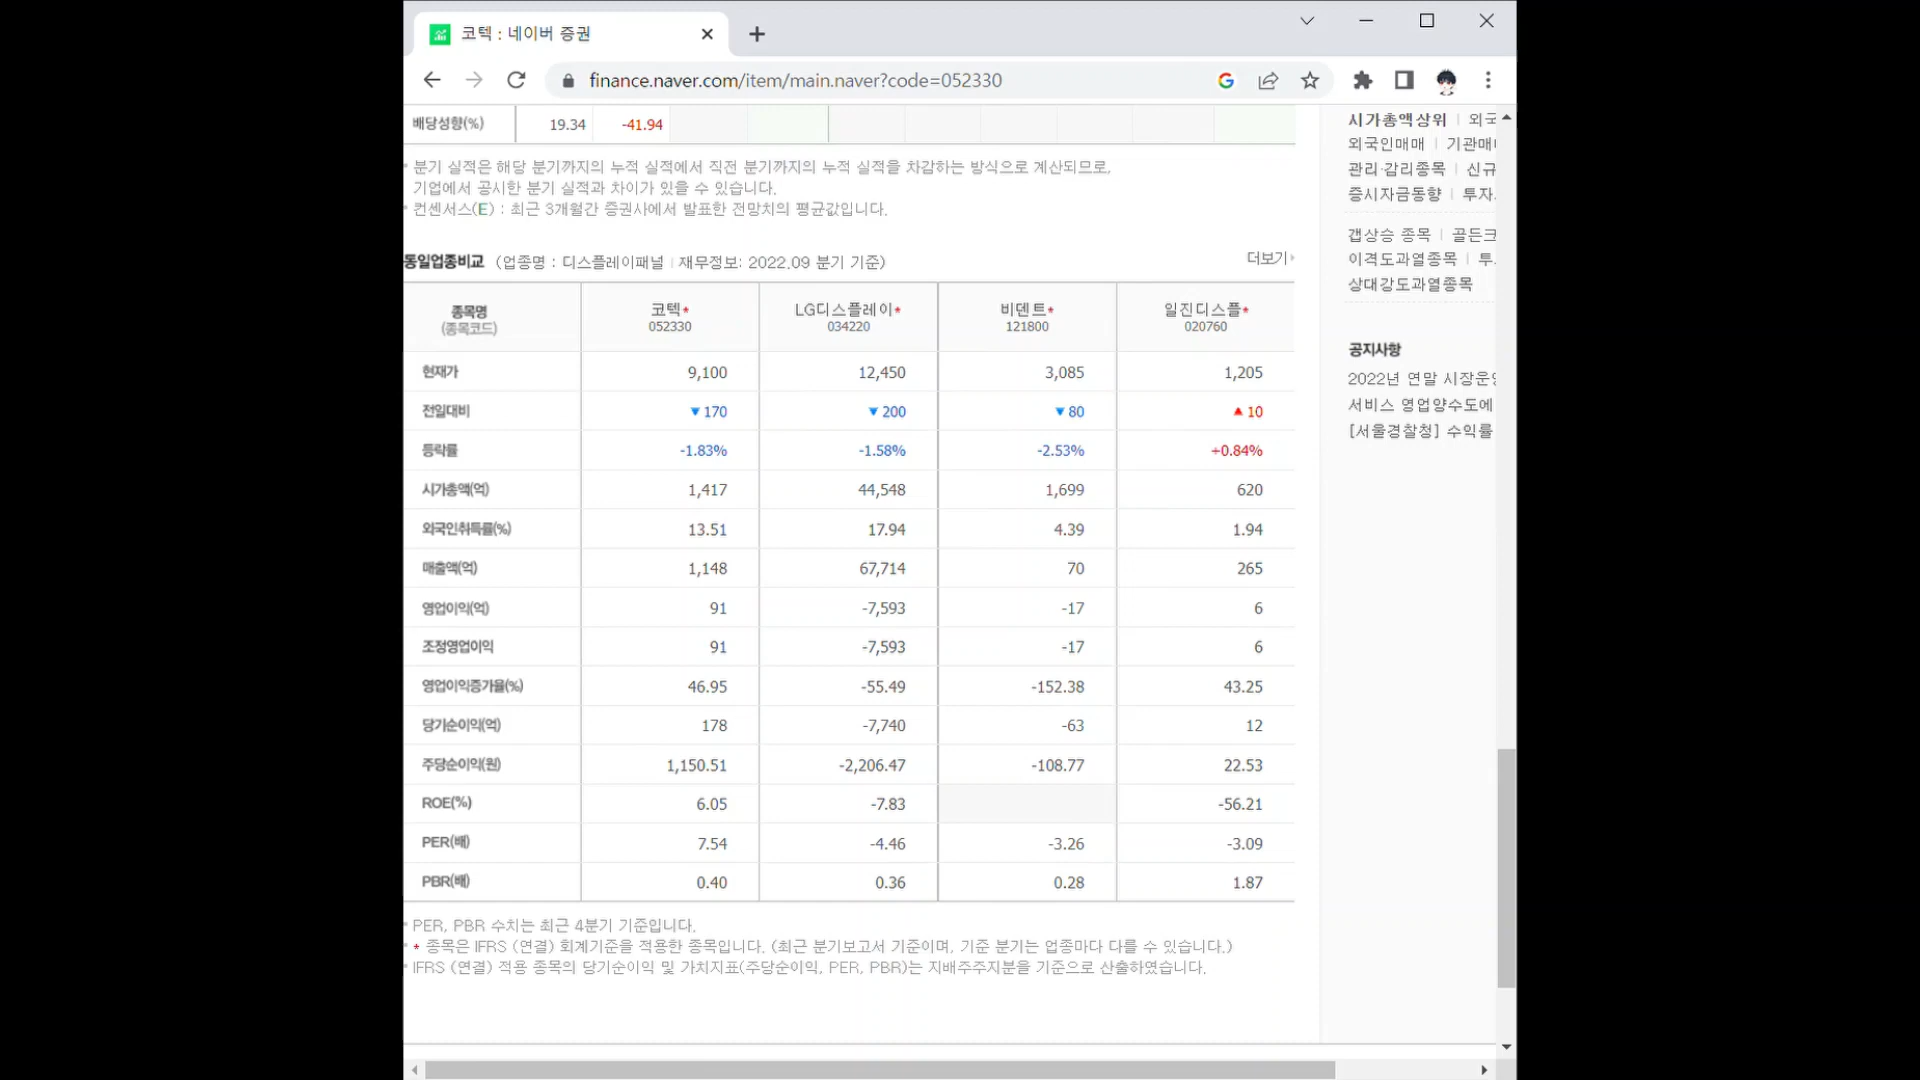 코텍 : 네이버 증권
finance.naver.com/item/main.naver?code=052330
배당성향(%) 19.34 -41.94
분기 실적은 해당 분기까지의 누적 실적에서 직전 분기까지의 누적 실적을 차감하는 방식으로 계산되므로,
기업에서 공시한 분기 실적과 차이가 있을 수 있습니다.
컨센서스(E) : 최근 3개월간 증권사에서 발표한 전망치의 평균값입니다.
동일업종비교 (업종명 : 디스플레이패널 | 재무정보: 2022.09 분기 기준) 더보기
종목명 코텍* LG디스플레이* 비덴트* 일진디스플*
(종목코드) 052330 034220 121800 020760
현재가 9,100 12,450 3,085 1,205
전일대비 ▼170 ▼200 ▼80 ▲10
등락률 -1.83% -1.58% -2.53% +0.84%
시가총액(억) 1,417 44,548 1,699 620
외국인취득률(%) 13.51 17.94 4.39 1.94
매출액(억) 1,148 67,714 70 265
영업이익(억) 91 -7,593 -17 6
조정영업이익 91 -7,593 -17 6
영업이익증가율(%) 46.95 -55.49 -152.38 43.25
당기순이익(억) 178 -7,740 -63 12
주당순이익(원) 1,150.51 -2,206.47 -108.77 22.53
ROE(%) 6.05 -7.83 -56.21
PER(배) 7.54 -4.46 -3.26 -3.09
PBR(배) 0.40 0.36 0.28 1.87
PER, PBR 수치는 최근 4분기 기준입니다.
* 종목은 IFRS (연결) 회계기준을 적용한 종목입니다. (최근 분기보고서 기준이며, 기준 분기는 업종마다 다를 수 있습니다.)
IFRS (연결) 적용 종목의 당기순이익 및 가치지표(주당순이익, PER, PBR)는 지배주주지분을 기준으로 산출하였습니다.
시가총액상위 | 외국
외국인매매 | 기관매
관리·감리종목 | 신규
증시자금동향 | 투자
갭상승 종목 | 골든크
이격도과열종목 | 투
상대강도과열종목
공지사항
2022년 연말 시장운영
서비스 영업양수도에
[서울경찰청] 수익률